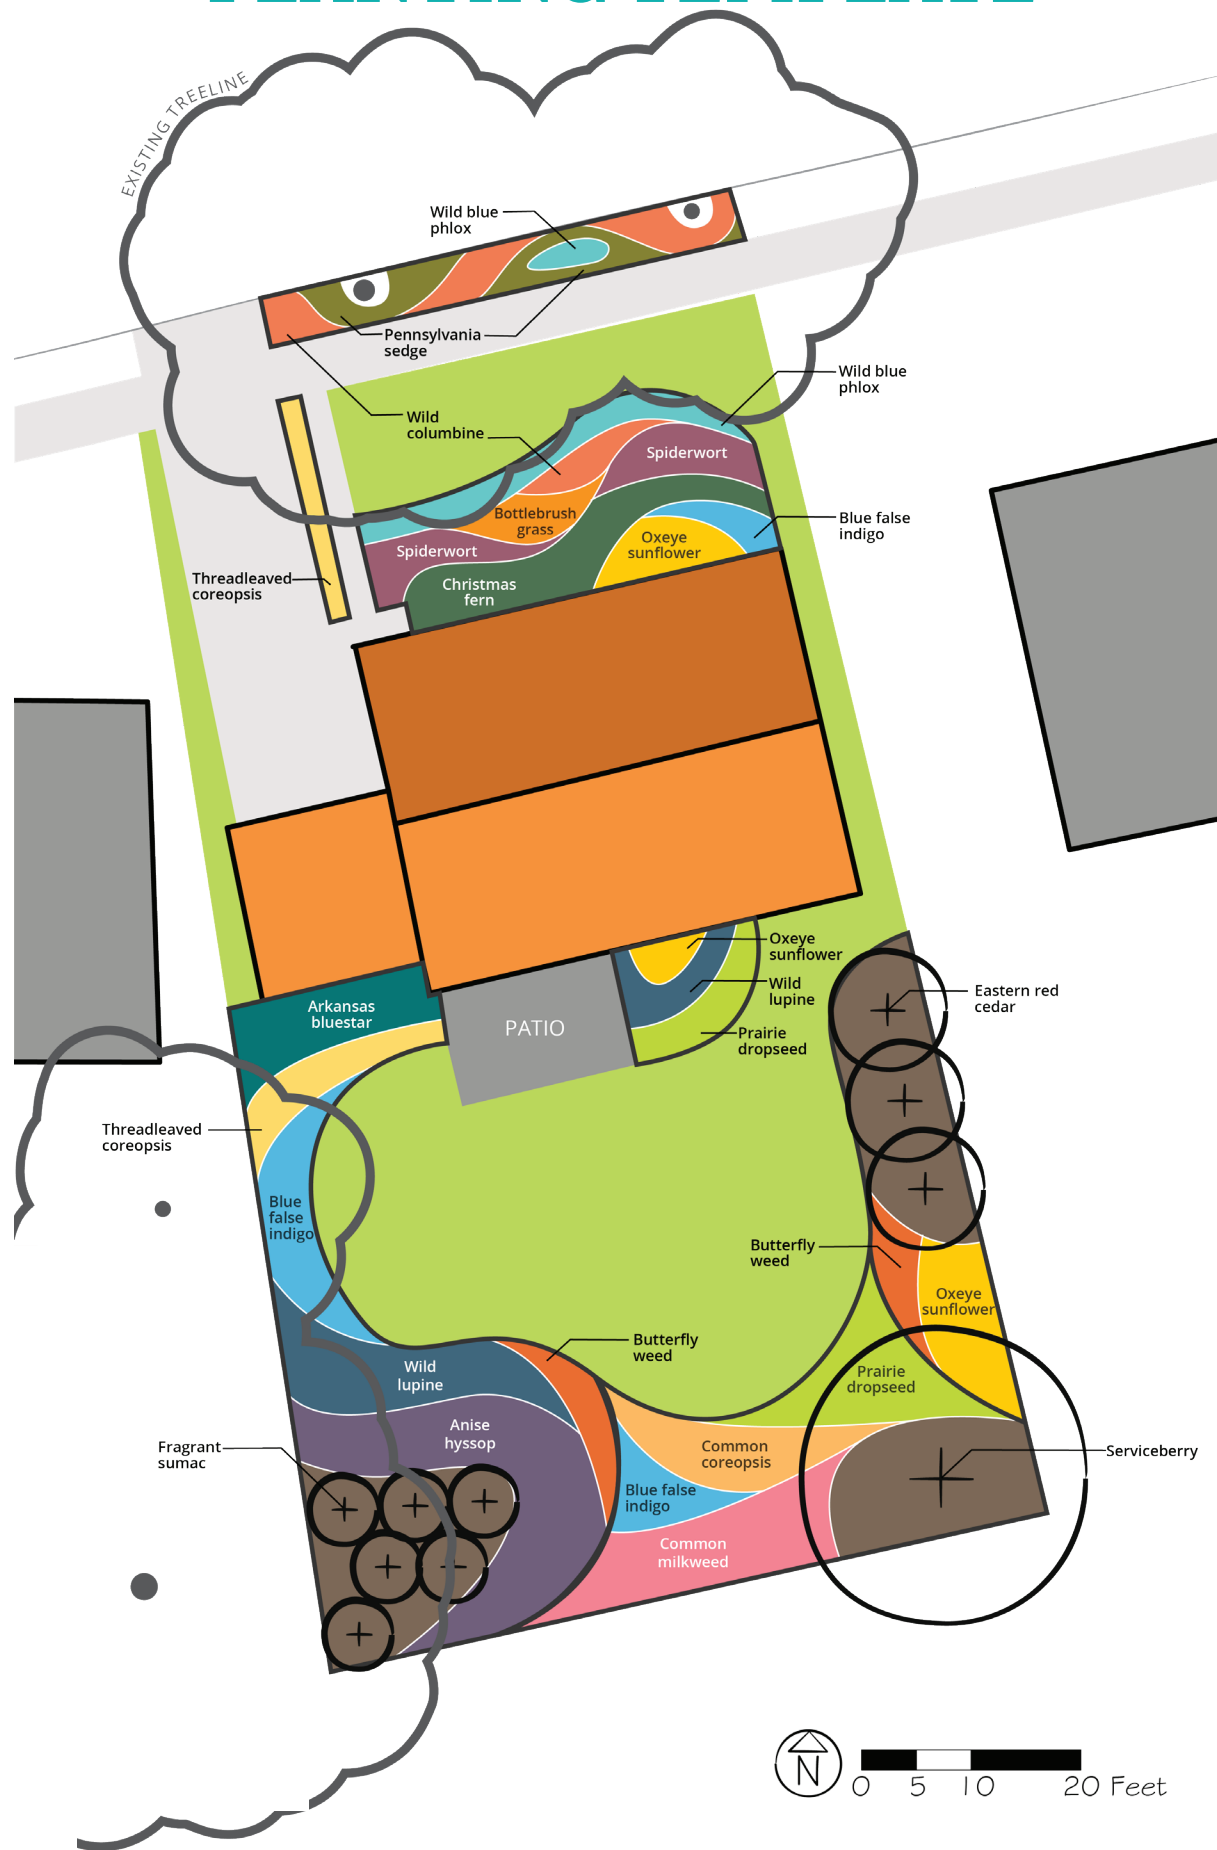 EXISTING TREELINE
Wild blue
phlox
Pennsylvania
sedge
Wild blue
phlox
Wild
columbine
Spiderwort
Bottlebrush
grass
Blue false
indigo
Oxeye
sunflower
Spiderwort
Threadleaved
coreopsis
Christmas
fern
Oxeye
sunflower
Wild
lupine
Eastern red
cedar
Arkansas
bluestar
PATIO
Prairie
dropseed
Threadleaved
coreopsis
Blue
false
indigo
Butterfly
weed
Oxeye
sunflower
Butterfly
weed
Wild
lupine
Prairie
dropseed
Anise
hyssop
Fragrant
sumac
Common
coreopsis
Serviceberry
Blue false
indigo
Common
milkweed
N
0 5 10 20 Feet